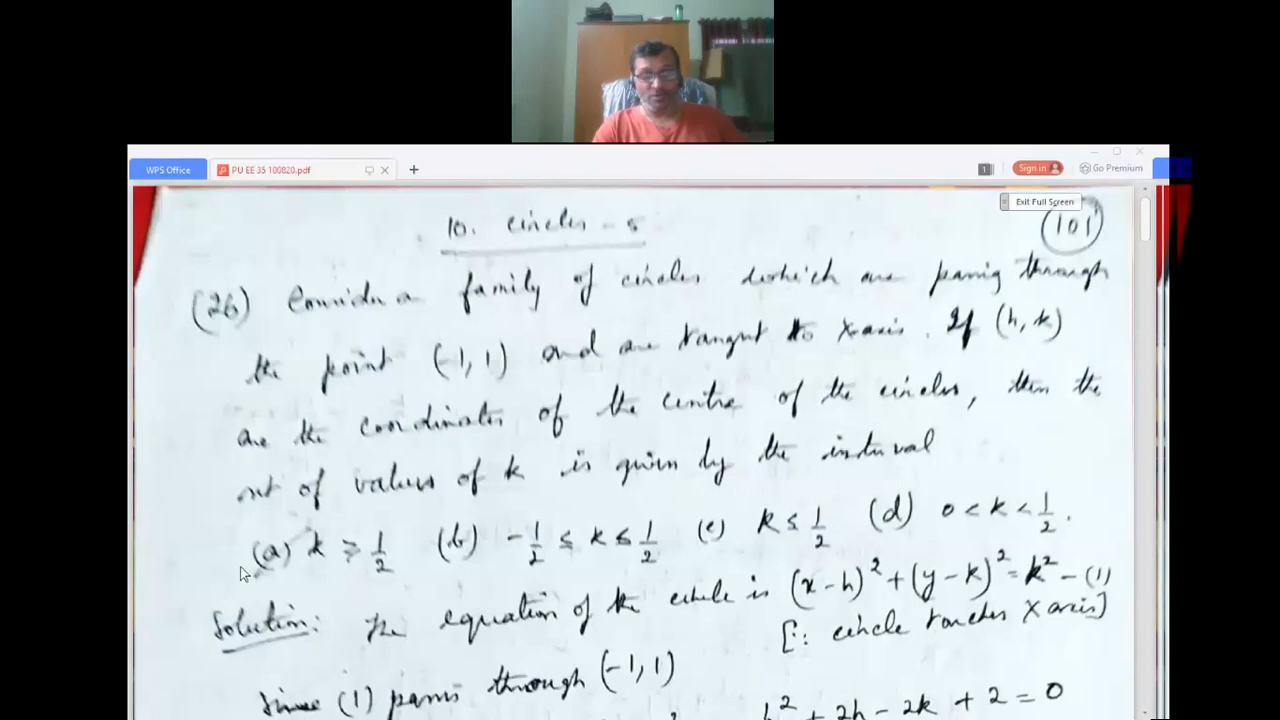 WPS Office
PU EE 35 100820.pdf
1
Sign in
Go Premium
Exit Full Screen
10. Circles - 5
(101)
(26) Consider a family of circles which are passing through
the point (-1, 1) and are tangent to x-axis. If (h, k)
are the coordinates of the centre of the circles, then the
set of values of k is given by the interval
(a) k ≥ 1/2 (b) -1/2 ≤ k ≤ 1/2 (c) k ≤ 1/2 (d) 0 < k < 1/2.
Solution: The equation of the circle is (x-h)² + (y-k)² = k² - (1)
[∵ circle touches X axis]
Since (1) passes through (-1, 1)
h² + 2h - 2k + 2 = 0